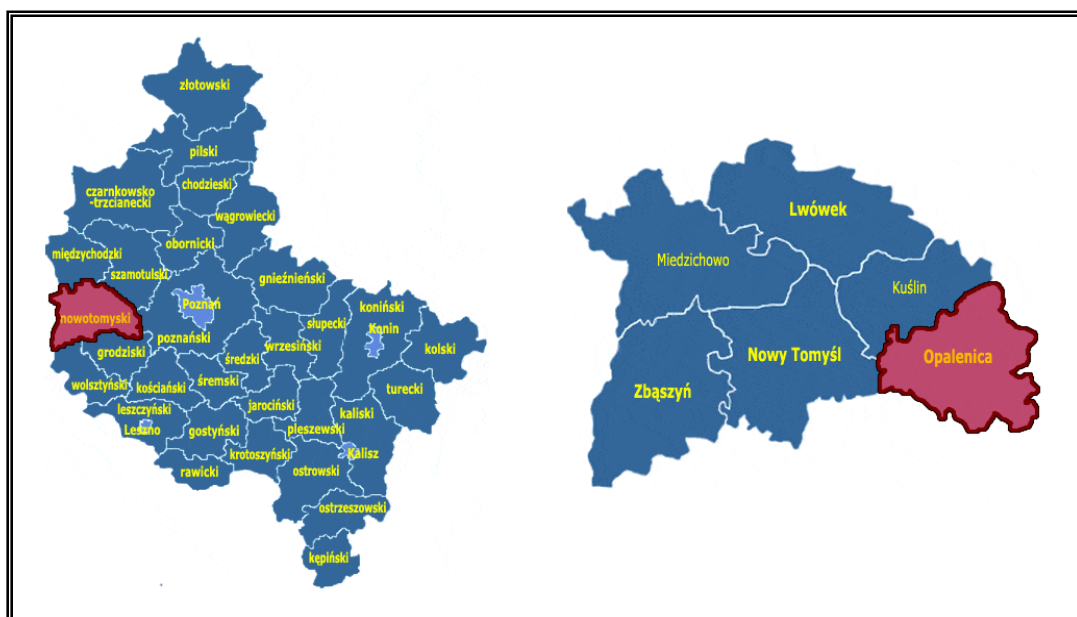 złotowski
pilski
chodzieski
czarnkowsko
-trzcianecki
wągrowiecki
obornicki
międzychodzki
szamotulski
gnieźnieński
Poznań
koniński
nowotomyski
słupecki
Konin
poznański
wrzesiński
kolski
grodziski
średzki
wolsztyński
kościański
śremski
turecki
leszczyński
jarociński
kaliski
Leszno
gostyński
pleszewski
krotoszyński
Kalisz
rawicki
ostrowski
ostrzeszowski
kępiński
Lwówek
Miedzichowo
Kuślin
Nowy Tomyśl
Opalenica
Zbąszyń